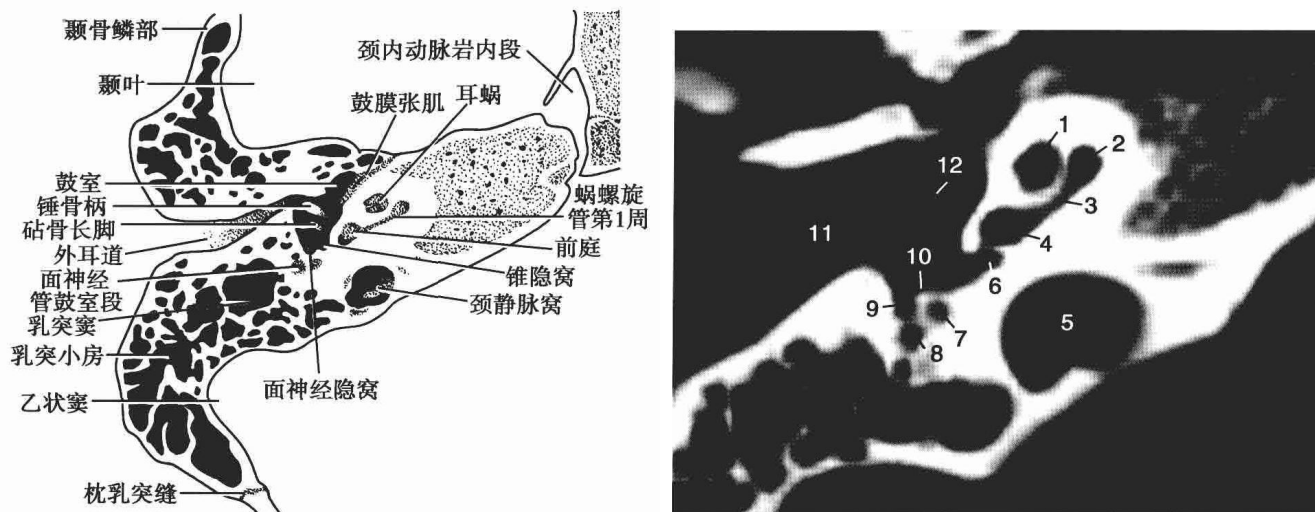 颞骨鳞部
颞叶
颈内动脉岩内段
鼓膜张肌
耳蜗
鼓室
锤骨柄
砧骨长脚
外耳道
面神经
管鼓室段
乳突窦
乳突小房
乙状窦
枕乳突缝
蜗螺旋
管第1周
前庭
锥隐窝
颈静脉窝
面神经隐窝
1
2
12
3
11
4
10
6
9
5
7
8